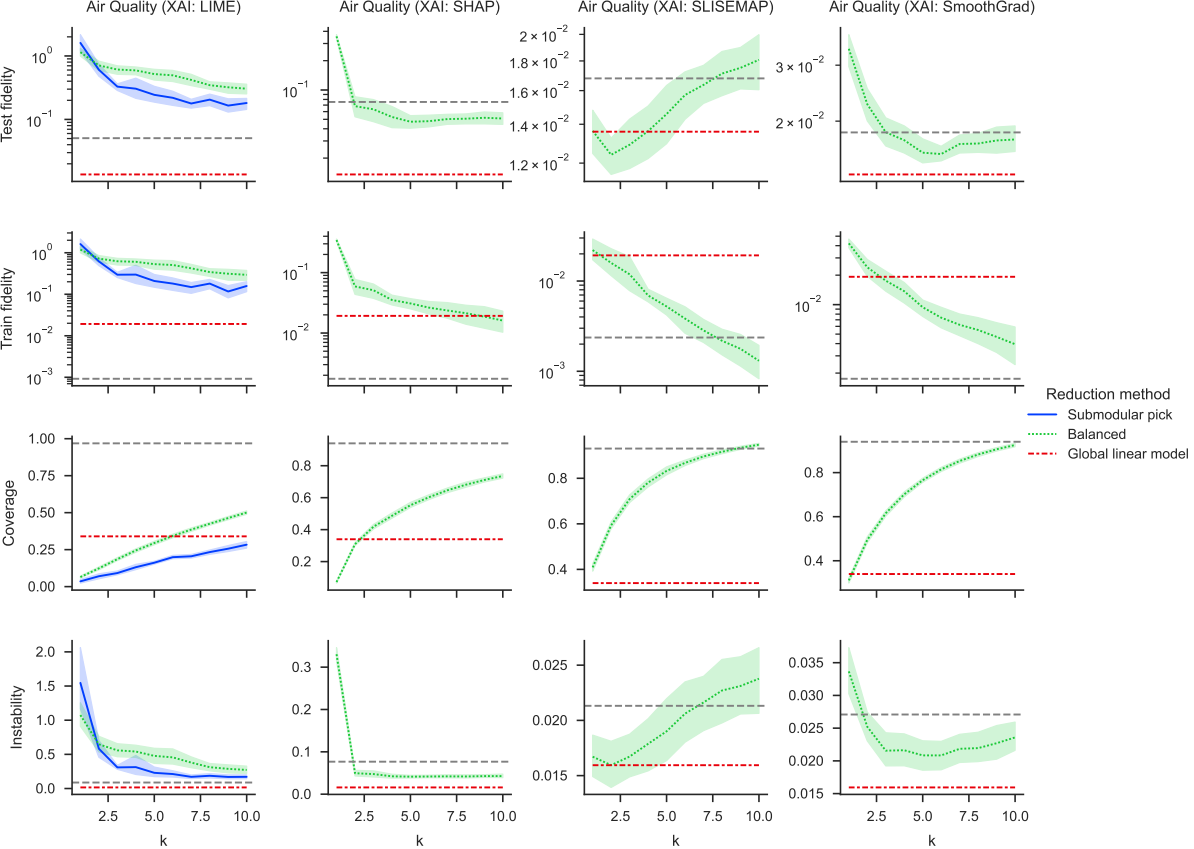 Air Quality (XAI: LIME)
Air Quality (XAI: SHAP)
Air Quality (XAI: SLISEMAP)
Air Quality (XAI: SmoothGrad)
Test fidelity
10⁰
10⁻¹
10⁻¹
2 × 10⁻²
1.8 × 10⁻²
1.6 × 10⁻²
1.4 × 10⁻²
1.2 × 10⁻²
3 × 10⁻²
2 × 10⁻²
Train fidelity
10⁰
10⁻¹
10⁻²
10⁻³
10⁻¹
10⁻²
10⁻²
10⁻³
10⁻²
Coverage
1.00
0.75
0.50
0.25
0.00
0.8
0.6
0.4
0.2
0.8
0.6
0.4
0.8
0.6
0.4
Reduction method
Submodular pick
Balanced
Global linear model
Instability
2.0
1.5
1.0
0.5
0.0
0.3
0.2
0.1
0.0
0.025
0.020
0.015
0.035
0.030
0.025
0.020
0.015
2.5 5.0 7.5 10.0
2.5 5.0 7.5 10.0
2.5 5.0 7.5 10.0
2.5 5.0 7.5 10.0
k
k
k
k